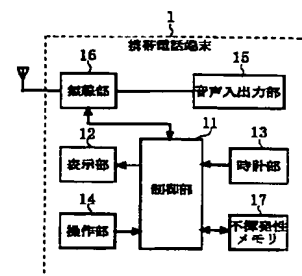 1
携帯電話端末
16
無線部
15
音声入出力部
12
表示部
11
制御部
13
時計部
14
操作部
17
不揮発性
メモリ